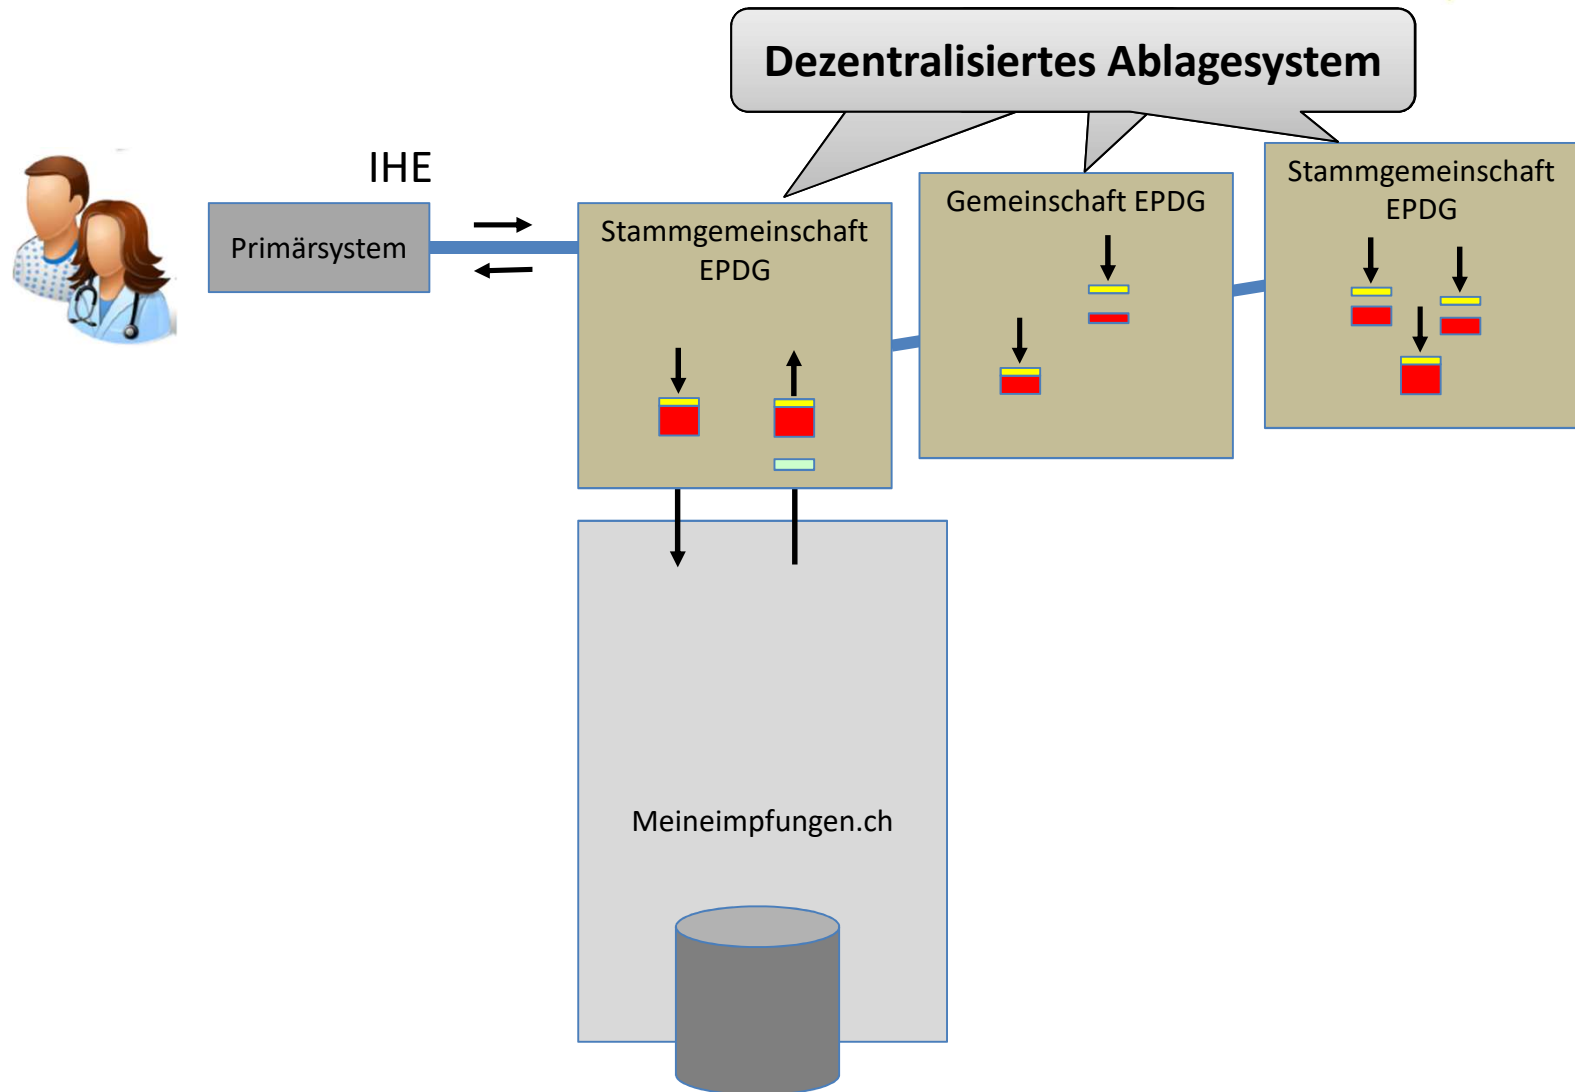 Dezentralisiertes Ablagesystem
IHE
Primärsystem
Stammgemeinschaft
EPDG
Gemeinschaft EPDG
Stammgemeinschaft
EPDG
Meineimpfungen.ch